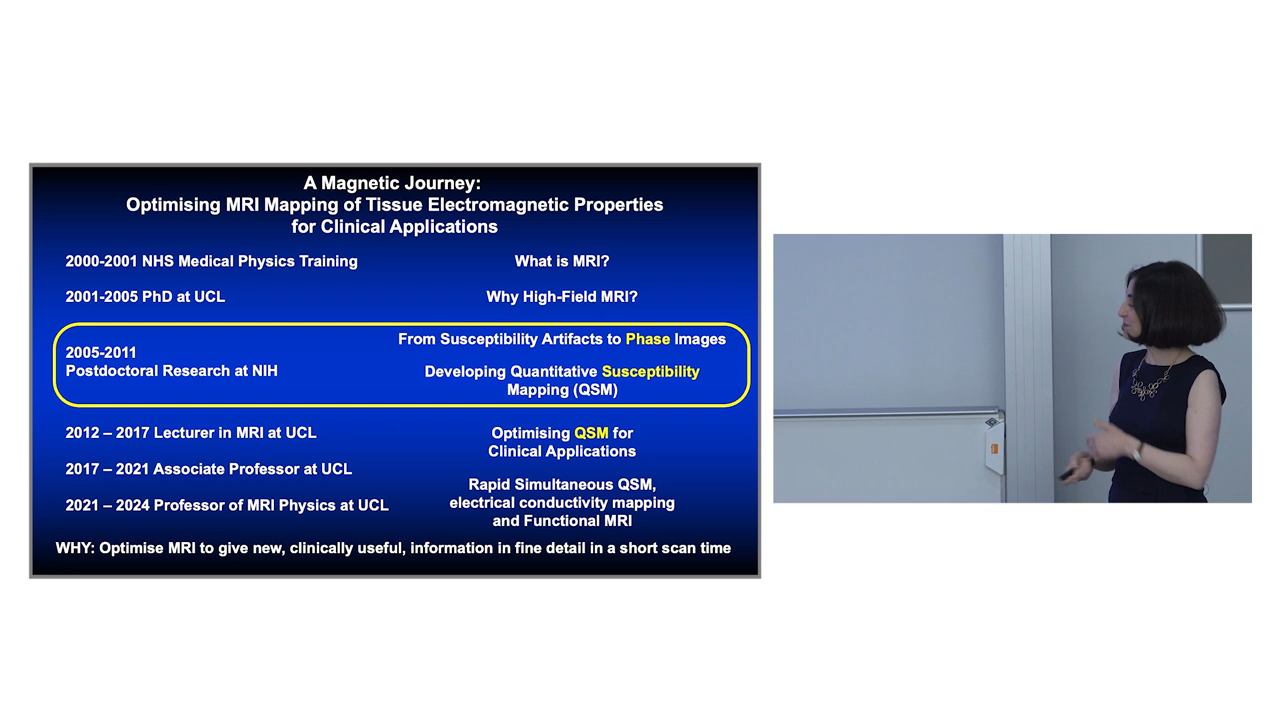 A Magnetic Journey:
Optimising MRI Mapping of Tissue Electromagnetic Properties
for Clinical Applications
2000-2001 NHS Medical Physics Training
What is MRI?
2001-2005 PhD at UCL
Why High-Field MRI?
2005-2011
Postdoctoral Research at NIH
From Susceptibility Artifacts to Phase Images
Developing Quantitative Susceptibility
Mapping (QSM)
2012 – 2017 Lecturer in MRI at UCL
Optimising QSM for
Clinical Applications
2017 – 2021 Associate Professor at UCL
2021 – 2024 Professor of MRI Physics at UCL
Rapid Simultaneous QSM,
electrical conductivity mapping
and Functional MRI
WHY: Optimise MRI to give new, clinically useful, information in fine detail in a short scan time